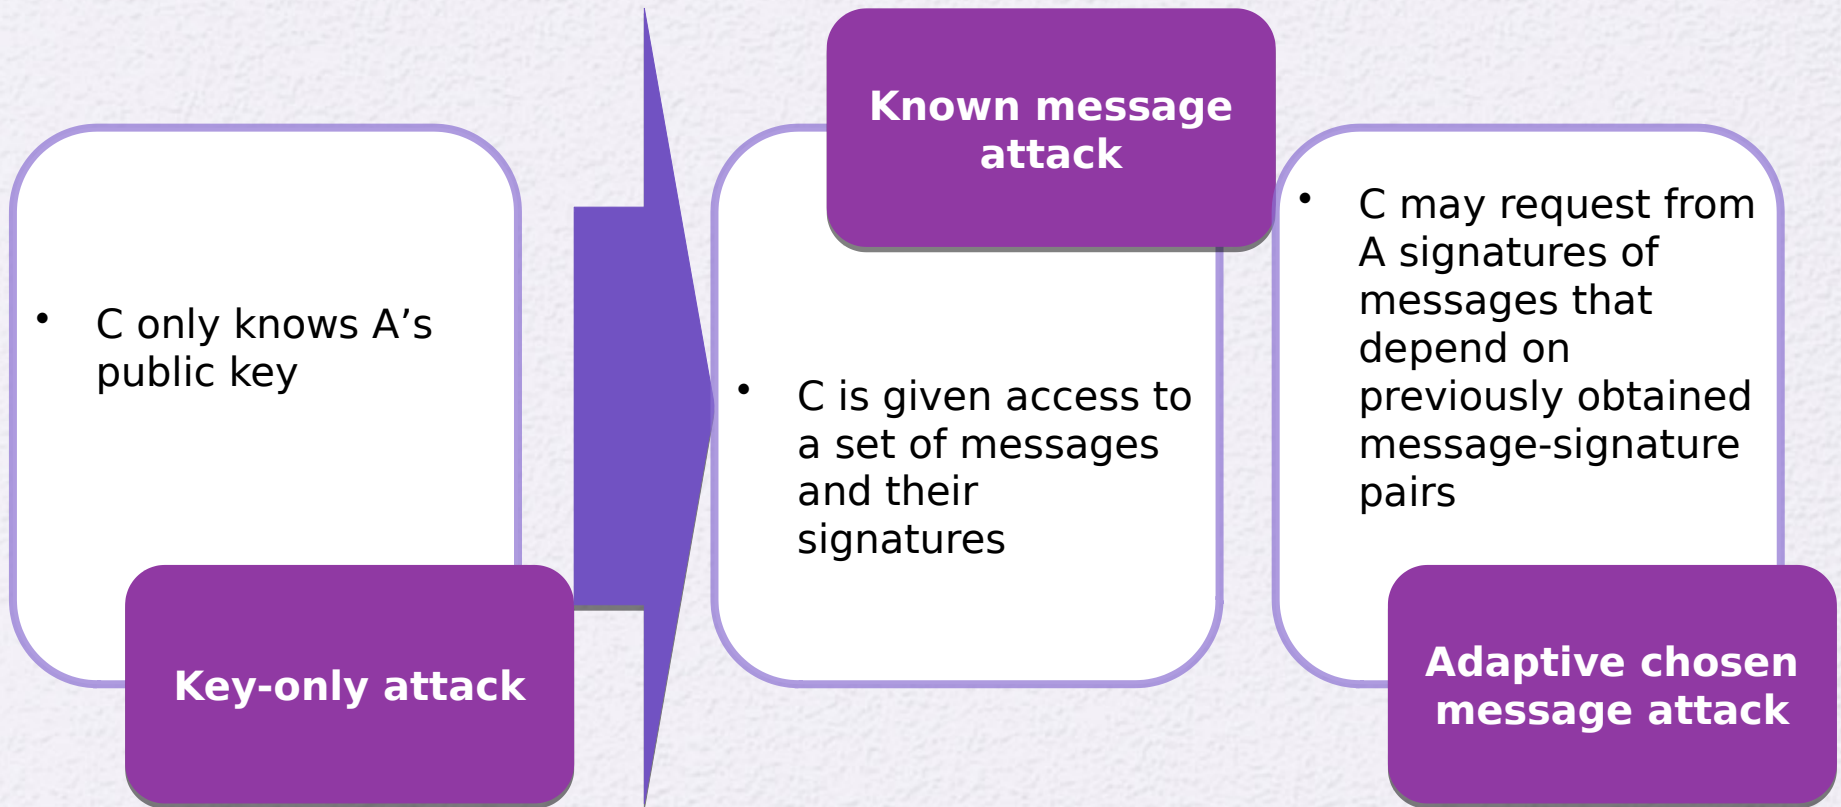 • C only knows A’s
public key
Key-only attack
Known message
attack
• C is given access to
a set of messages
and their
signatures
• C may request from
A signatures of
messages that
depend on
previously obtained
message-signature
pairs
Adaptive chosen
message attack